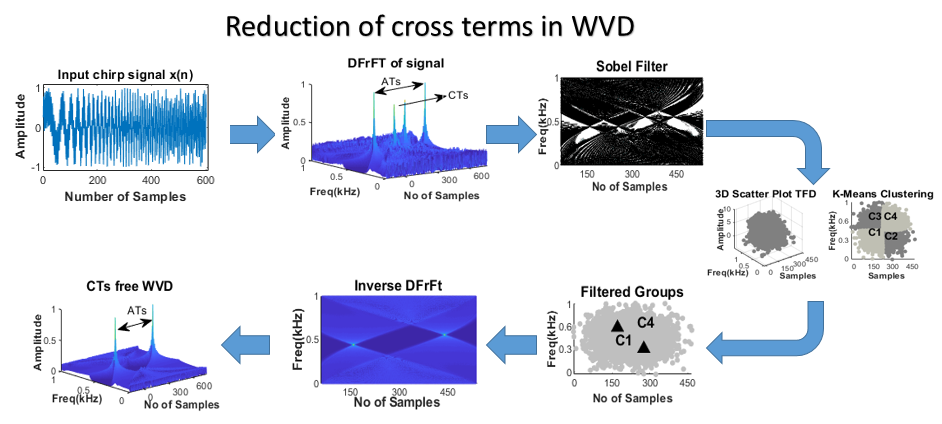 Reduction of cross terms in WVD
Input chirp signal x(n)
Amplitude
1
0
-1
0 200 400 600
Number of Samples
DFrFT of signal
ATs
CTs
Amplitude
1
0.5
0
Freq(kHz)
1
0.5
0
0
300
600
No of Samples
Sobel Filter
Freq(kHz)
1
0.5
0
150 300 450
No of Samples
3D Scatter Plot TFD
Amplitude
10
5
0
Freq(kHz)
1
0
0
150
300
450
Samples
K-Means Clustering
Freq(kHz)
1
0.6
0.3
0
C3 C4
C1 C2
0 150 300 450
Samples
CTs free WVD
ATs
Amplitude
1
0.5
0
Freq(kHz)
1
0.5
0
0
300
600
No of Samples
Inverse DFrFt
Freq(kHz)
1
0.5
0
150 300 450
No of Samples
Filtered Groups
Freq(kHz)
1
0.6
0.3
0
C4
C1
0 150 300 450
No of Samples